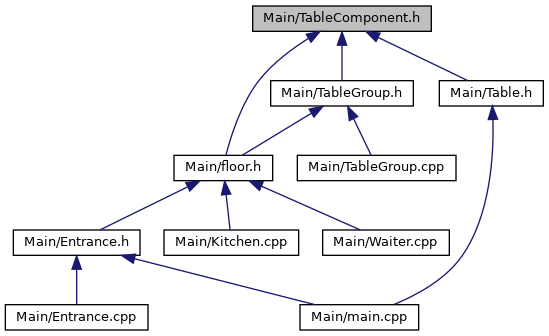 Main/TableComponent.h
Main/TableGroup.h
Main/Table.h
Main/floor.h
Main/TableGroup.cpp
Main/Entrance.h
Main/Kitchen.cpp
Main/Waiter.cpp
Main/Entrance.cpp
Main/main.cpp